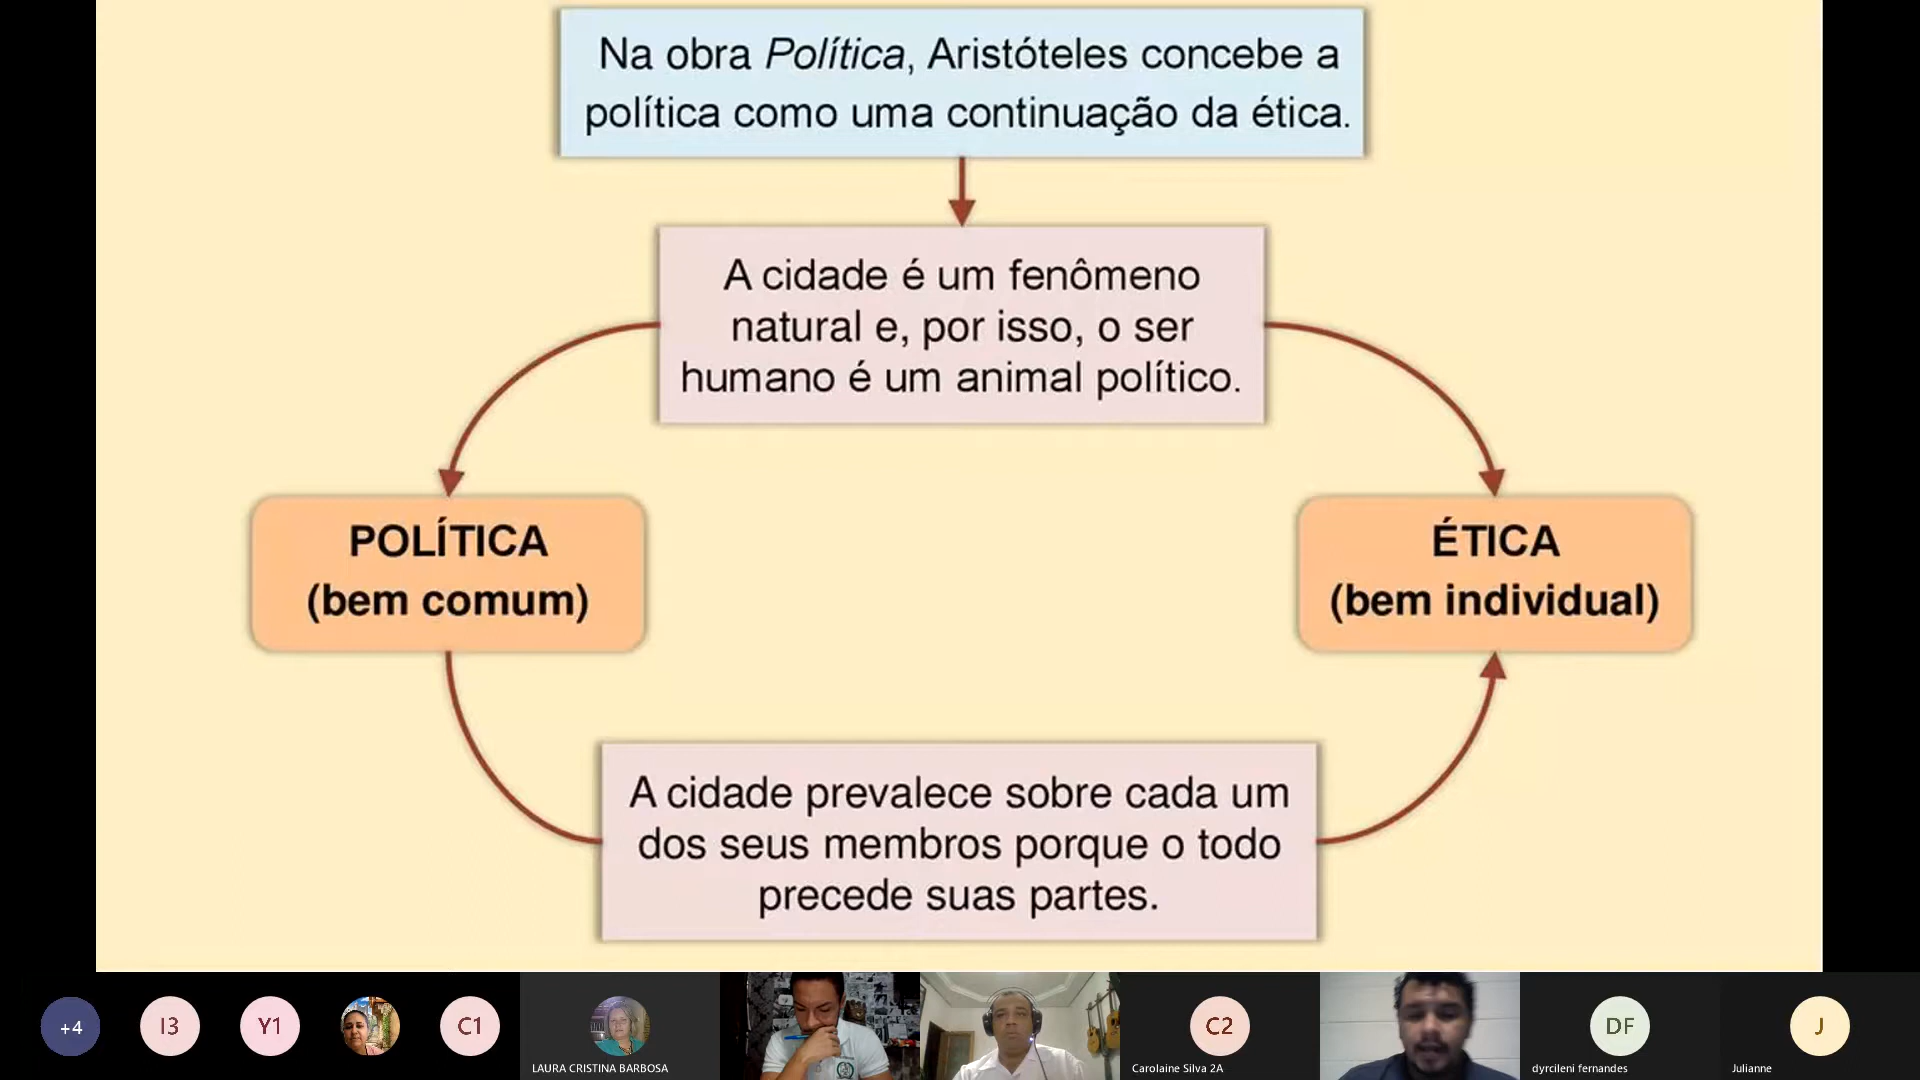 Na obra Política, Aristóteles concebe a
política como uma continuação da ética.
A cidade é um fenômeno
natural e, por isso, o ser
humano é um animal político.
POLÍTICA
(bem comum)
ÉTICA
(bem individual)
A cidade prevalece sobre cada um
dos seus membros porque o todo
precede suas partes.
+4
I3
Y1
C1
LAURA CRISTINA BARBOSA
C2
Carolaine Silva 2A
DF
dyrcileni fernandes
J
Julianne